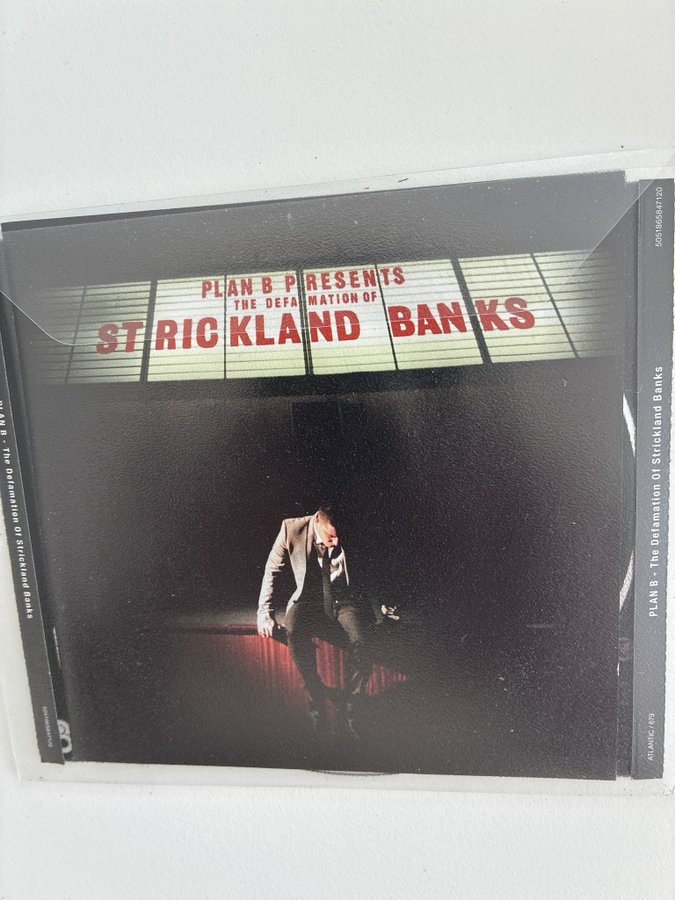 PLAN B PRESENTS
THE DEFAMATION OF
STRICKLAND BANKS
PLAN B - The Defamation Of Strickland Banks
5051865847120
PLAN B - The Defamation Of Strickland Banks
ATLANTIC / 679